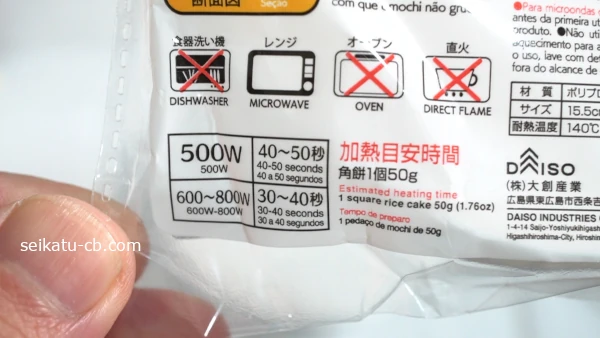 断面図
Seção
com que o mochi não gru
●Para microondas
antes da primeira ut
produto. ●Não utili
aquecimento para a
o uso, lave com de
fora do alcance de
食器洗い機
DISHWASHER
レンジ
MICROWAVE
オーブン
OVEN
直火
DIRECT FLAME
材 質 ポリプロ
サイズ 15.5c
耐熱温度 140℃
500W
500W
40～50秒
40-50 seconds
40 a 50 segundos
600～800W
600W-800W
30～40秒
30-40 seconds
30 a 40 segundos
加熱目安時間
角餅1個50g
Estimated heating time
1 square rice cake 50g (1.76oz)
Tempo de preparo
1 pedaço de mochi de 50g
DAISO
(株)大創産業
広島県東広島市西条吉
DAISO INDUSTRIES
1-4-14 Saijo-Yoshiyukihigash
Higashihiroshima-City, Hiroshi
seikatu-cb.com